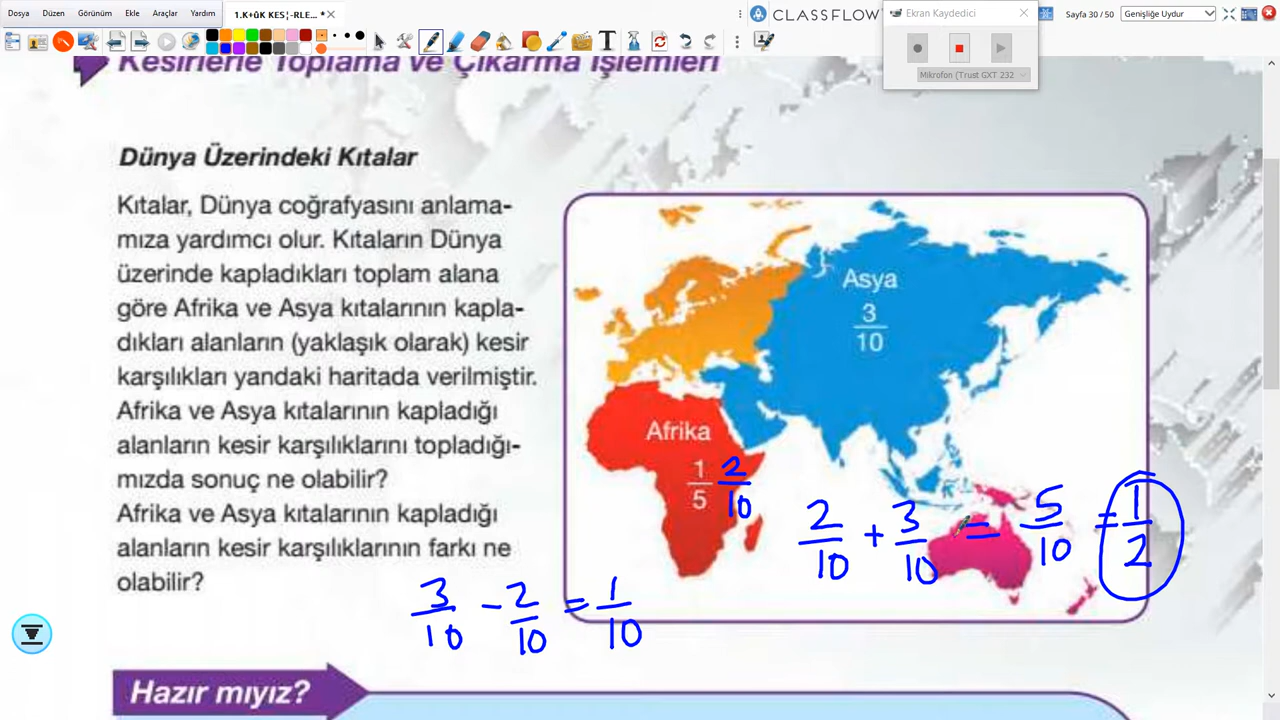 Dosya Düzen Görünüm Ekle Araçlar Yardım
1.K+ûK KES¦-RLE... *
CLASSFLOW
Ekran Kaydedici
Sayfa 30 / 50
Genişliğe Uydur
Mikrofon (Trust GXT 232
Kesirlerle Toplama ve Çıkarma İşlemleri
Dünya Üzerindeki Kıtalar
Kıtalar, Dünya coğrafyasını anlama-
mıza yardımcı olur. Kıtaların Dünya
üzerinde kapladıkları toplam alana
göre Afrika ve Asya kıtalarının kapla-
dıkları alanların (yaklaşık olarak) kesir
karşılıkları yandaki haritada verilmiştir.
Afrika ve Asya kıtalarının kapladığı
alanların kesir karşılıklarını topladığı-
mızda sonuç ne olabilir?
Afrika ve Asya kıtalarının kapladığı
alanların kesir karşılıklarının farkı ne
olabilir?
Asya
3/10
Afrika
1/5 2/10
2/10 + 3/10 = 5/10 = 1/2
3/10 - 2/10 = 1/10
Hazır mıyız?